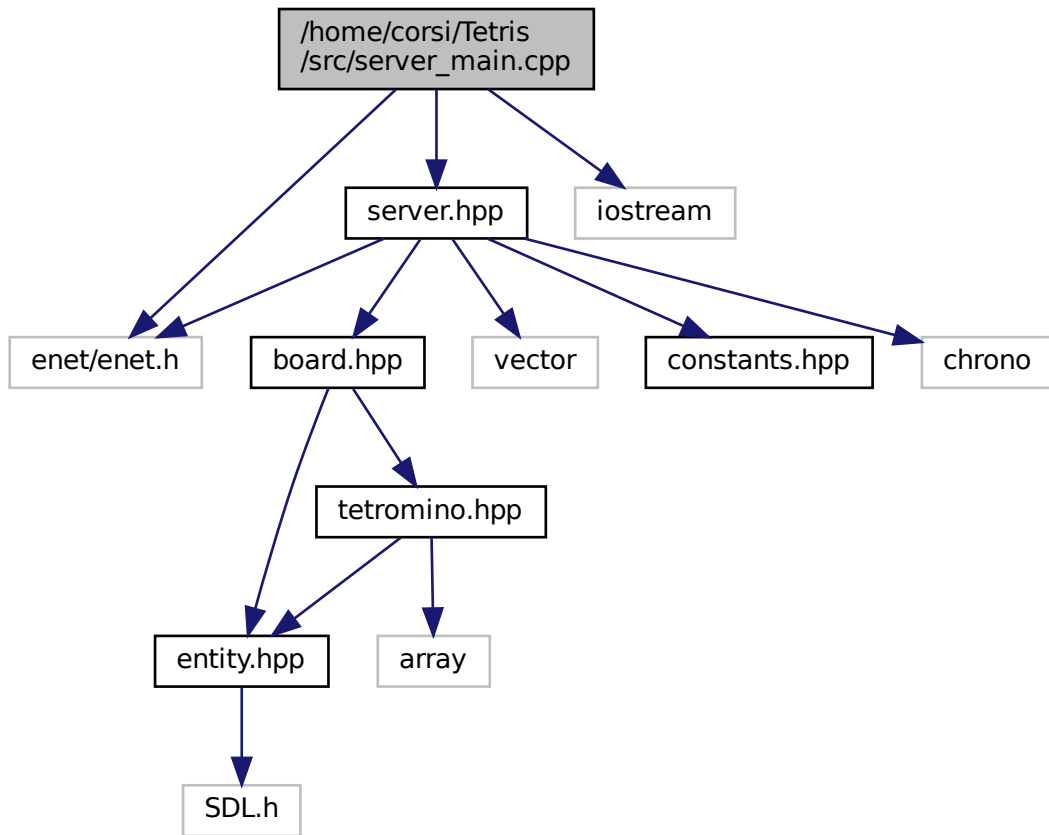 /home/corsi/Tetris
/src/server_main.cpp
server.hpp
iostream
enet/enet.h
board.hpp
vector
constants.hpp
chrono
tetromino.hpp
entity.hpp
array
SDL.h